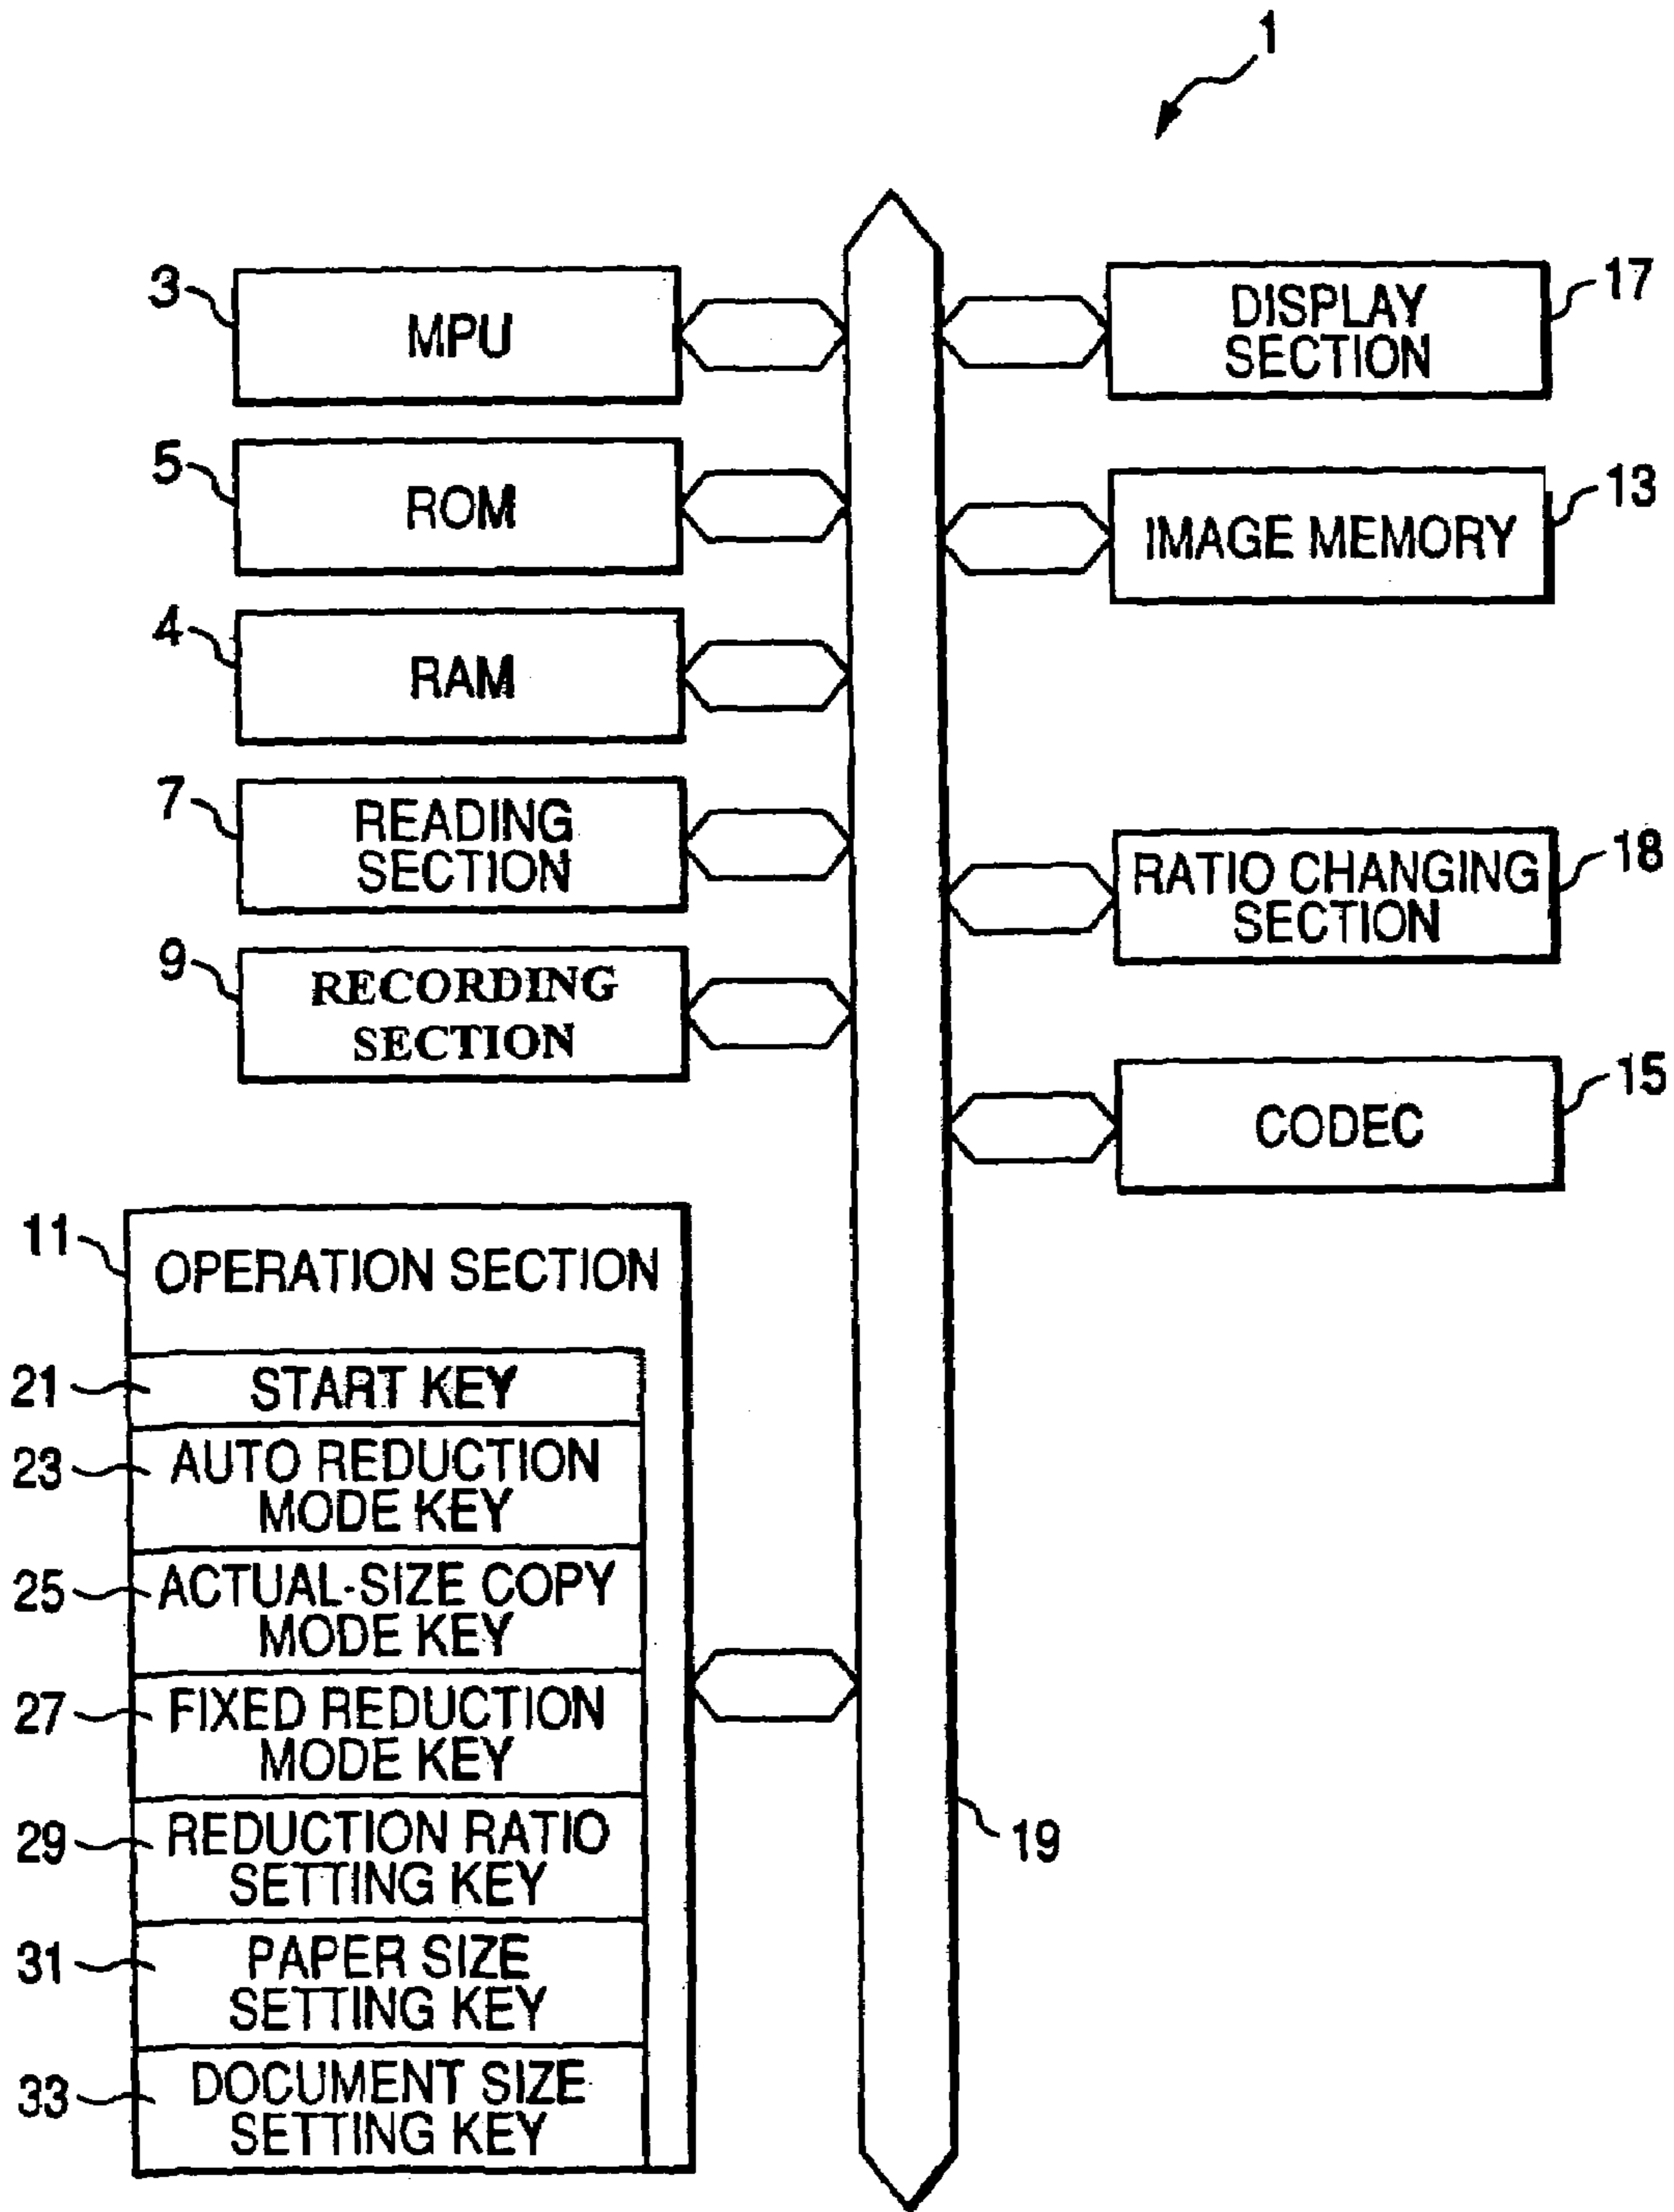 1
3
MPU
5
ROM
4
RAM
7
READING
SECTION
9
RECORDING
SECTION
11
OPERATION SECTION
21
START KEY
23
AUTO REDUCTION
MODE KEY
25
ACTUAL-SIZE COPY
MODE KEY
27
FIXED REDUCTION
MODE KEY
29
REDUCTION RATIO
SETTING KEY
31
PAPER SIZE
SETTING KEY
33
DOCUMENT SIZE
SETTING KEY
DISPLAY
SECTION
17
IMAGE MEMORY
13
RATIO CHANGING
SECTION
18
CODEC
15
19